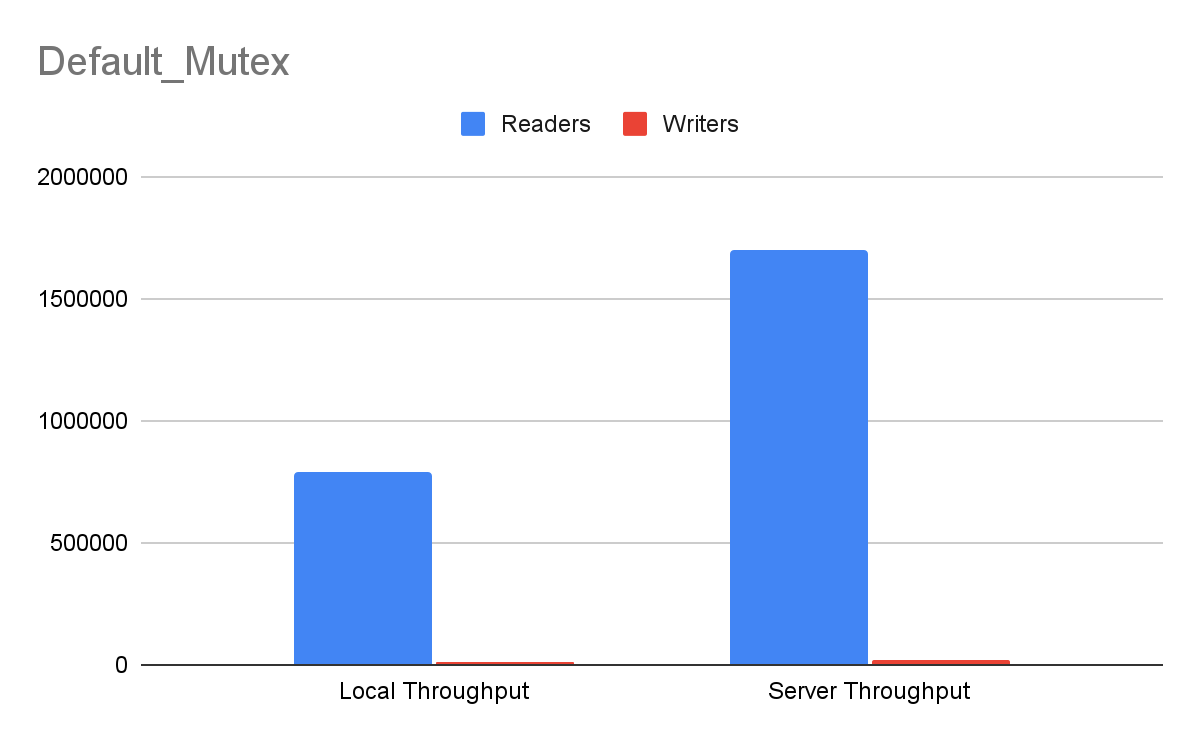 Default_Mutex
Readers Writers
2000000
1500000
1000000
500000
0
Local Throughput Server Throughput